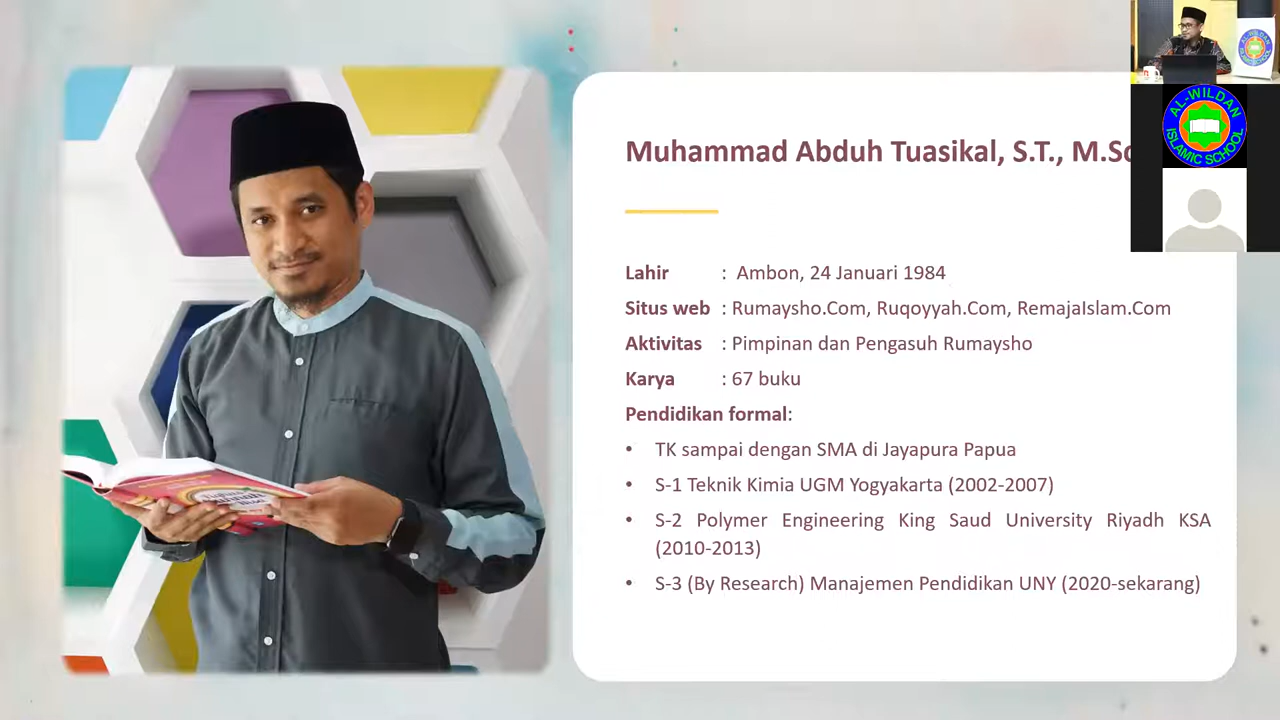 Muhammad Abduh Tuasikal, S.T., M.Sc
Lahir : Ambon, 24 Januari 1984
Situs web : Rumaysho.Com, Ruqoyyah.Com, RemajaIslam.Com
Aktivitas : Pimpinan dan Pengasuh Rumaysho
Karya : 67 buku
Pendidikan formal:
• TK sampai dengan SMA di Jayapura Papua
• S-1 Teknik Kimia UGM Yogyakarta (2002-2007)
• S-2 Polymer Engineering King Saud University Riyadh KSA
(2010-2013)
• S-3 (By Research) Manajemen Pendidikan UNY (2020-sekarang)
AL-WILDAN
ISLAMIC SCHOOL